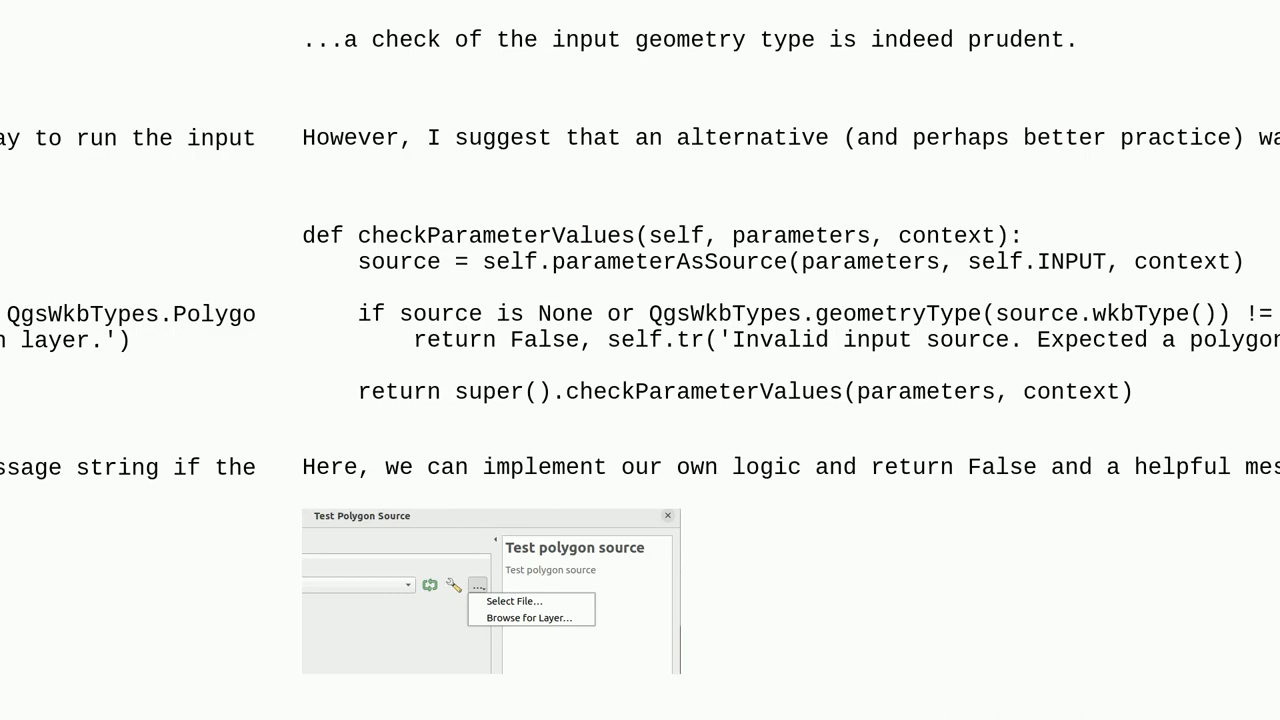 ...a check of the input geometry type is indeed prudent.
ay to run the input
However, I suggest that an alternative (and perhaps better practice) wa
def checkParameterValues(self, parameters, context):
source = self.parameterAsSource(parameters, self.INPUT, context)
QgsWkbTypes.Polygo
if source is None or QgsWkbTypes.geometryType(source.wkbType()) !=
n layer.')
return False, self.tr('Invalid input source. Expected a polygon
return super().checkParameterValues(parameters, context)
ssage string if the
Here, we can implement our own logic and return False and a helpful mes
Test Polygon Source
Test polygon source
Test polygon source
Select File...
Browse for Layer...